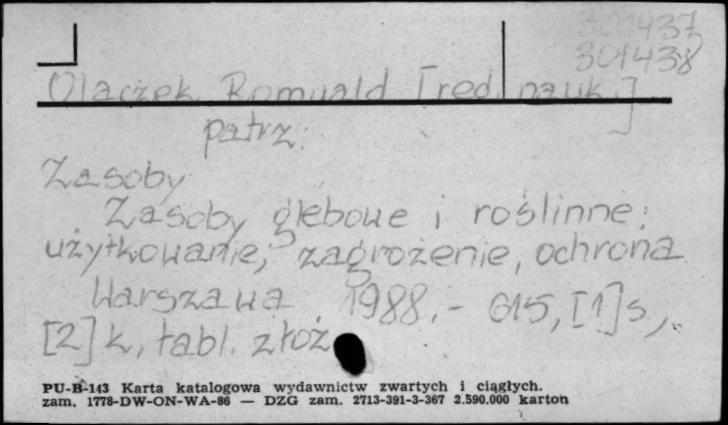 301437
301438
Olaczek Romuald [red. nauk.]
patrz:
Zasoby
Zasoby glebowe i roślinne:
użytkowanie, zagrożenie, ochrona
Warszawa 1988.- 615, [1] s.,
[2] k. tabl. złoż
PU-B-143 Karta katalogowa wydawnictw zwartych i ciągłych.
zam. 1778-DW-ON-WA-86 — DZG zam. 2713-391-3-367 2.590.000 karton